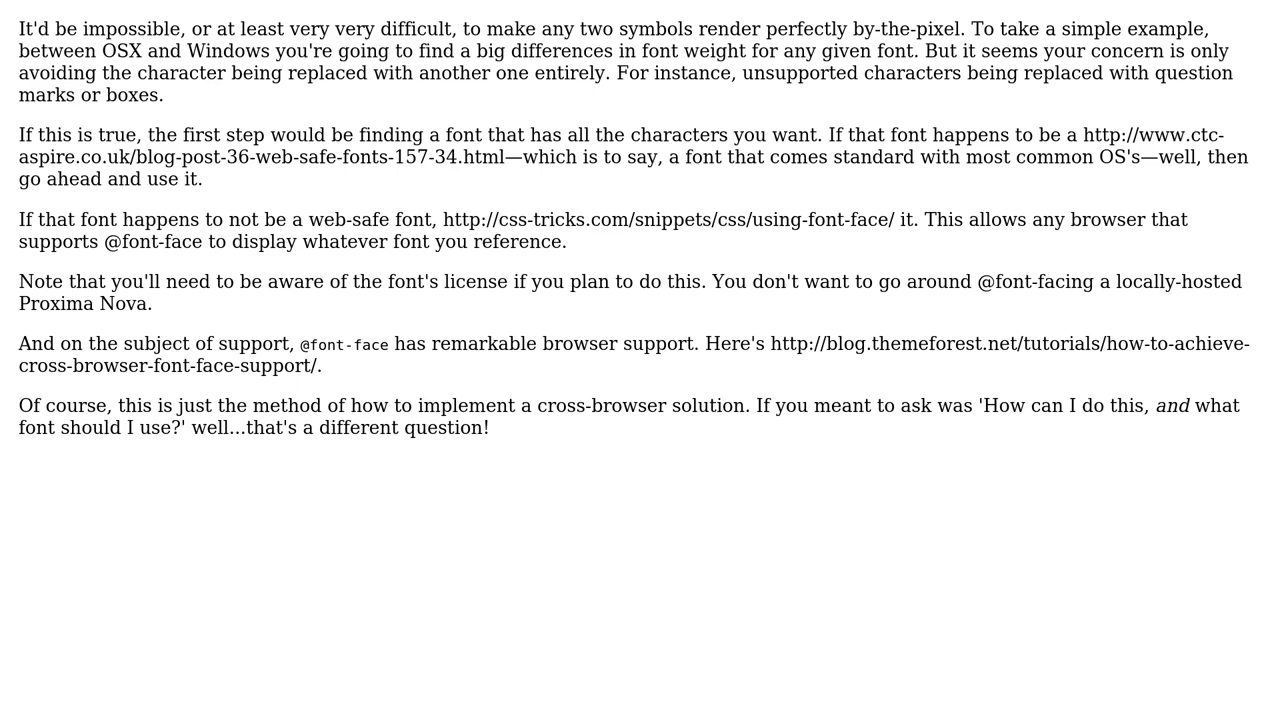 It'd be impossible, or at least very very difficult, to make any two symbols render perfectly by-the-pixel. To take a simple example,
between OSX and Windows you're going to find a big differences in font weight for any given font. But it seems your concern is only
avoiding the character being replaced with another one entirely. For instance, unsupported characters being replaced with question
marks or boxes.
If this is true, the first step would be finding a font that has all the characters you want. If that font happens to be a http://www.ctc-
aspire.co.uk/blog-post-36-web-safe-fonts-157-34.html—which is to say, a font that comes standard with most common OS's—well, then
go ahead and use it.
If that font happens to not be a web-safe font, http://css-tricks.com/snippets/css/using-font-face/ it. This allows any browser that
supports @font-face to display whatever font you reference.
Note that you'll need to be aware of the font's license if you plan to do this. You don't want to go around @font-facing a locally-hosted
Proxima Nova.
And on the subject of support, @font-face has remarkable browser support. Here's http://blog.themeforest.net/tutorials/how-to-achieve-
cross-browser-font-face-support/.
Of course, this is just the method of how to implement a cross-browser solution. If you meant to ask was 'How can I do this, and what
font should I use?' well...that's a different question!